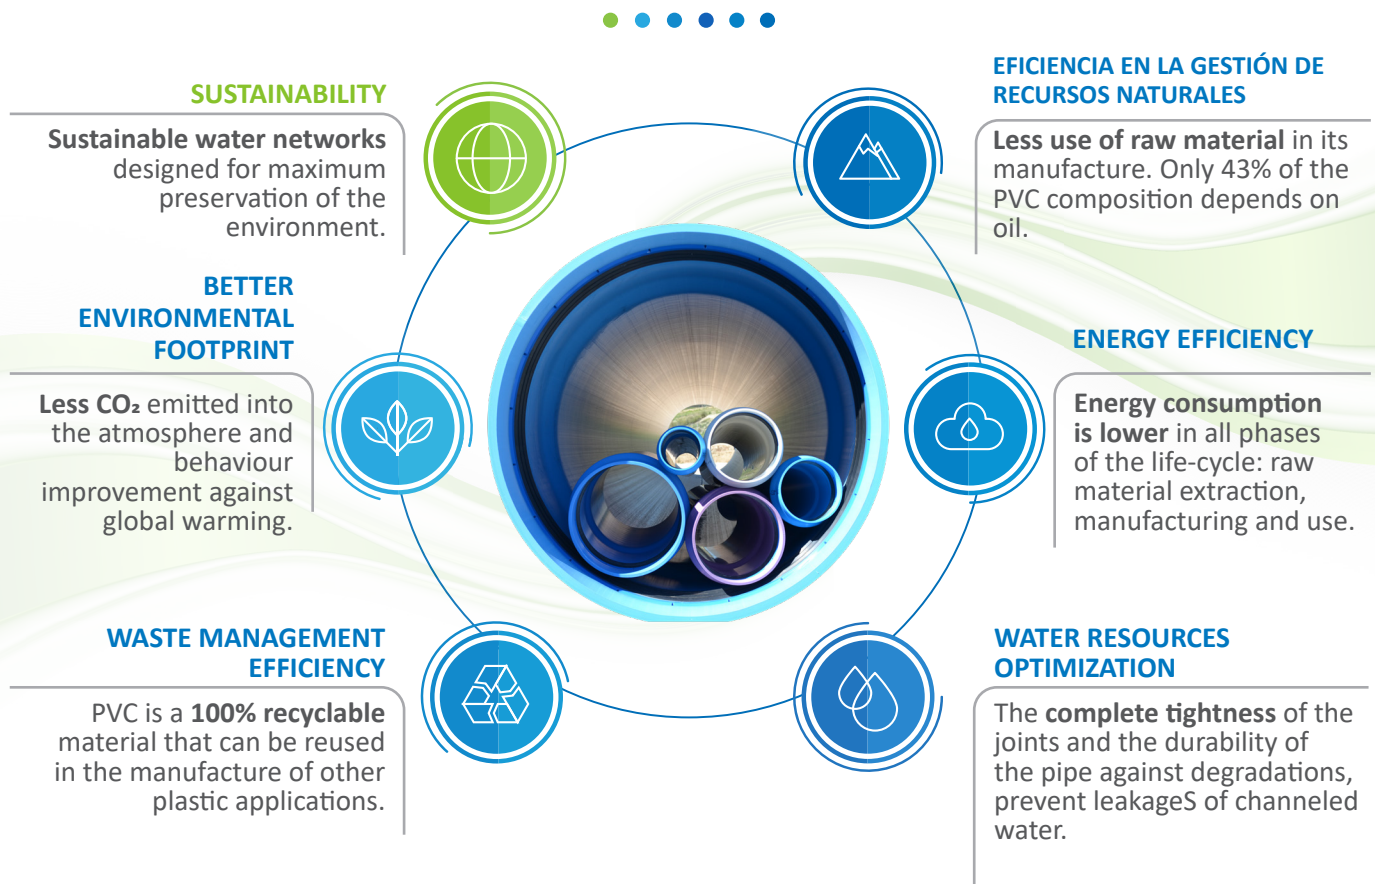 SUSTAINABILITY
Sustainable water networks
designed for maximum
preservation of the
environment.
BETTER
ENVIRONMENTAL
FOOTPRINT
Less CO₂ emitted into
the atmosphere and
behaviour
improvement against
global warming.
WASTE MANAGEMENT
EFFICIENCY
PVC is a 100% recyclable
material that can be reused
in the manufacture of other
plastic applications.
EFICIENCIA EN LA GESTIÓN DE
RECURSOS NATURALES
Less use of raw material in its
manufacture. Only 43% of the
PVC composition depends on
oil.
ENERGY EFFICIENCY
Energy consumption
is lower in all phases
of the life-cycle: raw
material extraction,
manufacturing and use.
WATER RESOURCES
OPTIMIZATION
The complete tightness of the
joints and the durability of
the pipe against degradations,
prevent leakageS of channeled
water.